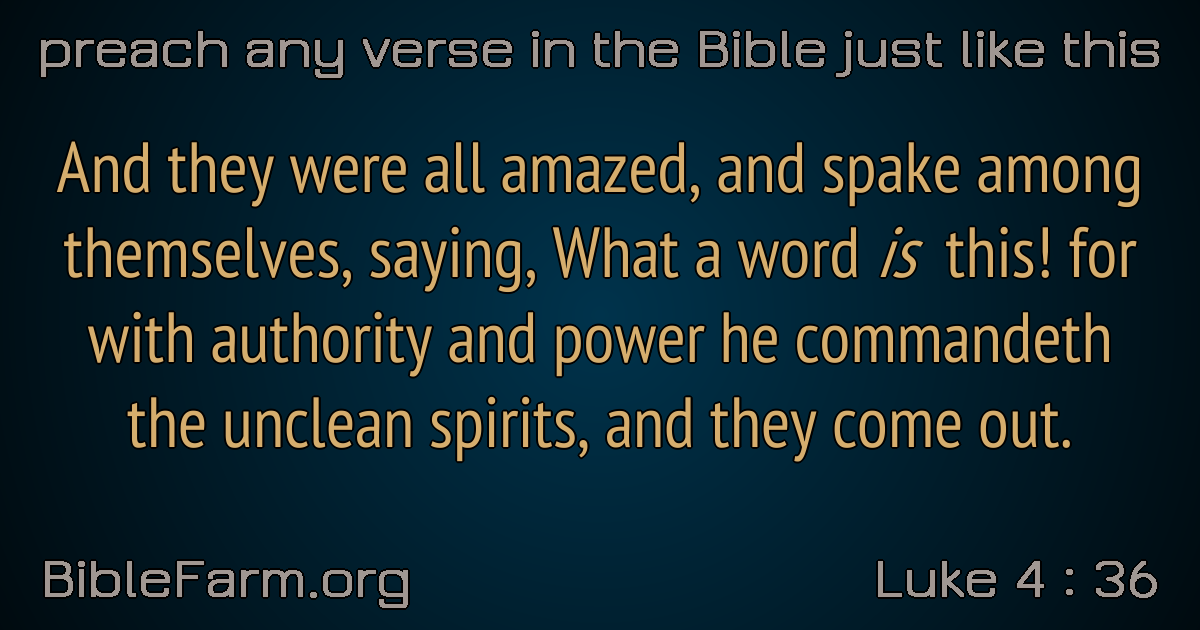 preach any verse in the Bible just like this
And they were all amazed, and spake among
themselves, saying, What a word is this! for
with authority and power he commandeth
the unclean spirits, and they come out.
BibleFarm.org
Luke 4 : 36